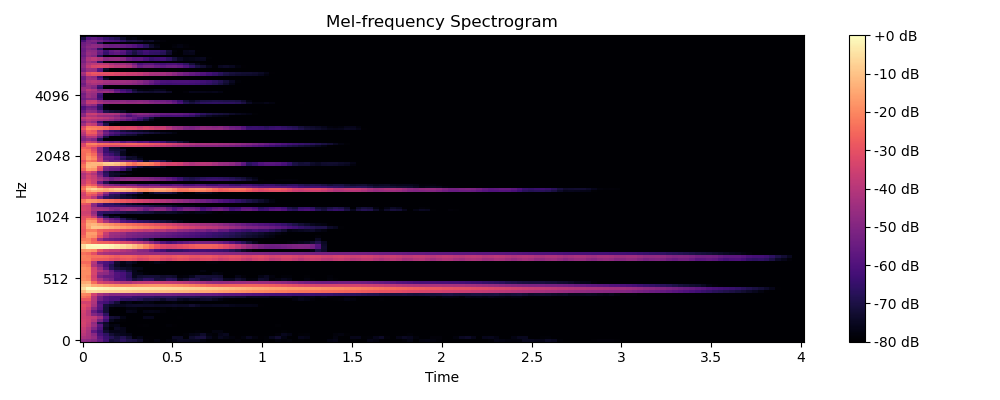 Mel-frequency Spectrogram
Hz
4096
2048
1024
512
0
0
0.5
1
1.5
2
2.5
3
3.5
4
Time
+0 dB
-10 dB
-20 dB
-30 dB
-40 dB
-50 dB
-60 dB
-70 dB
-80 dB